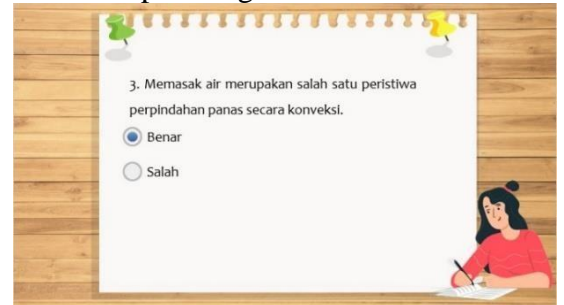 3. Memasak air merupakan salah satu peristiwa
perpindahan panas secara konveksi.
Benar
Salah